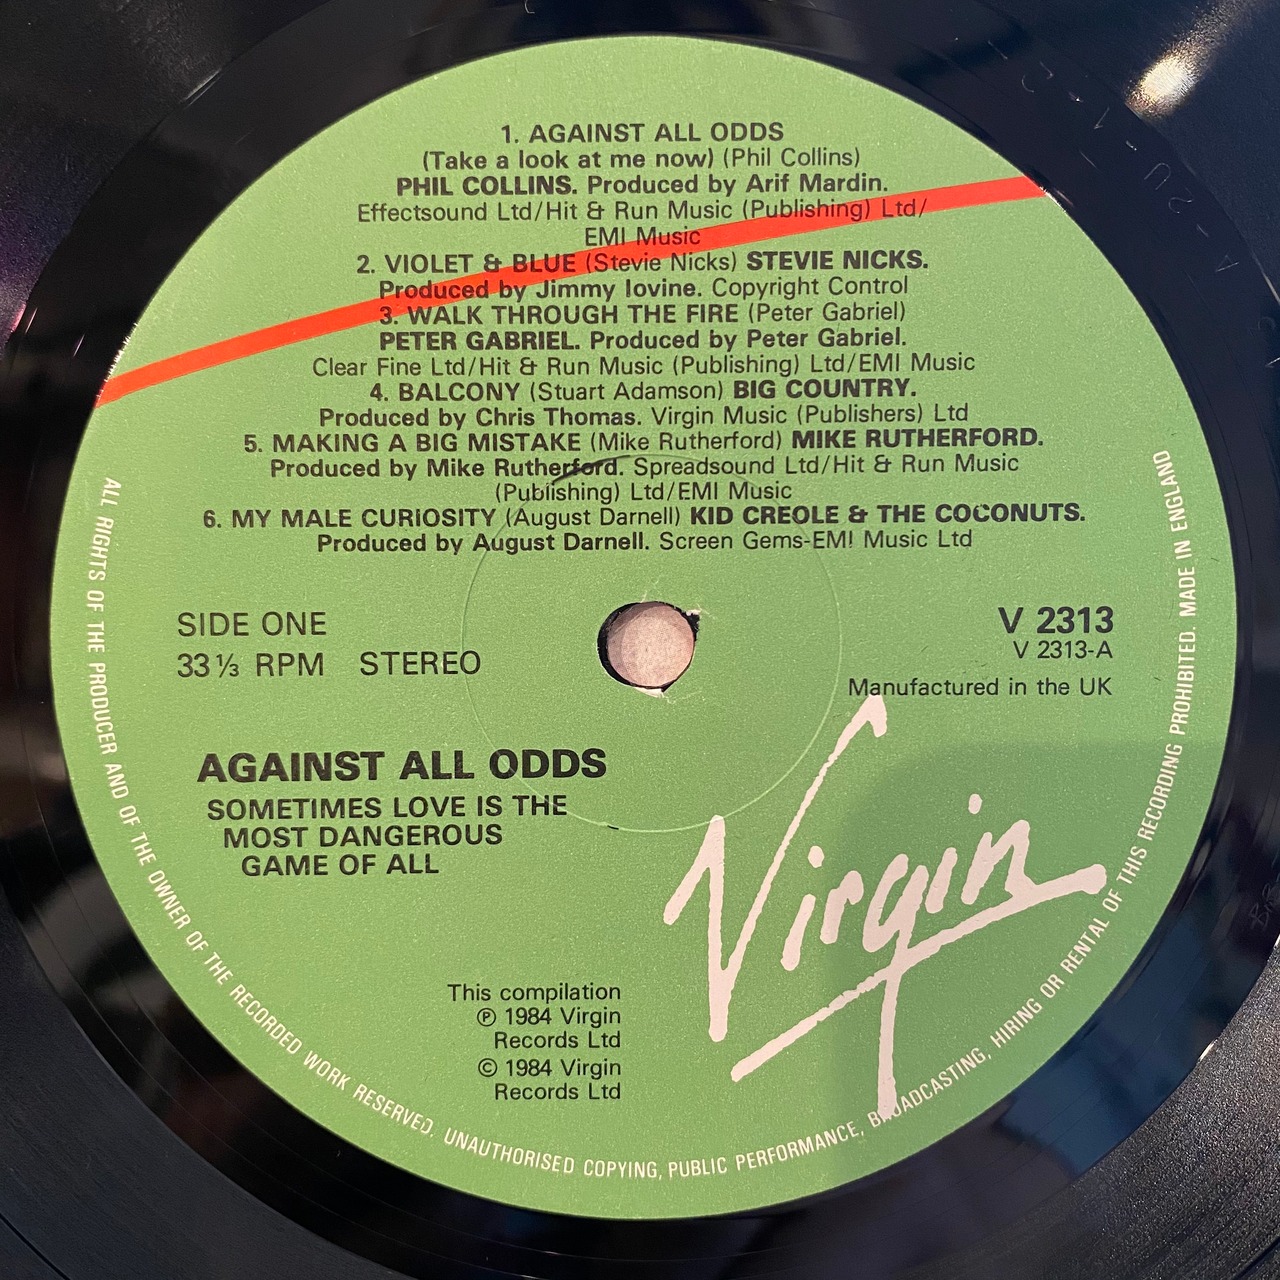 1. AGAINST ALL ODDS
(Take a look at me now) (Phil Collins)
PHIL COLLINS. Produced by Arif Mardin.
Effectsound Ltd/Hit & Run Music (Publishing) Ltd/
EMI Music
2. VIOLET & BLUE (Stevie Nicks) STEVIE NICKS.
Produced by Jimmy Iovine. Copyright Control
3. WALK THROUGH THE FIRE (Peter Gabriel)
PETER GABRIEL. Produced by Peter Gabriel.
Clear Fine Ltd/Hit & Run Music (Publishing) Ltd/EMI Music
4. BALCONY (Stuart Adamson) BIG COUNTRY.
Produced by Chris Thomas. Virgin Music (Publishers) Ltd
5. MAKING A BIG MISTAKE (Mike Rutherford) MIKE RUTHERFORD.
Produced by Mike Rutherford. Spreadsound Ltd/Hit & Run Music
(Publishing) Ltd/EMI Music
6. MY MALE CURIOSITY (August Darnell) KID CREOLE & THE COCONUTS.
Produced by August Darnell. Screen Gems-EMI Music Ltd
SIDE ONE
33⅓ RPM STEREO
V 2313
V 2313-A
Manufactured in the UK
AGAINST ALL ODDS
SOMETIMES LOVE IS THE
MOST DANGEROUS
GAME OF ALL
Virgin
This compilation
℗ 1984 Virgin
Records Ltd
© 1984 Virgin
Records Ltd
ALL RIGHTS OF THE PRODUCER AND OF THE OWNER OF THE RECORDED WORK RESERVED. UNAUTHORISED COPYING, PUBLIC PERFORMANCE, BROADCASTING, HIRING OR RENTAL OF THIS RECORDING PROHIBITED. MADE IN ENGLAND